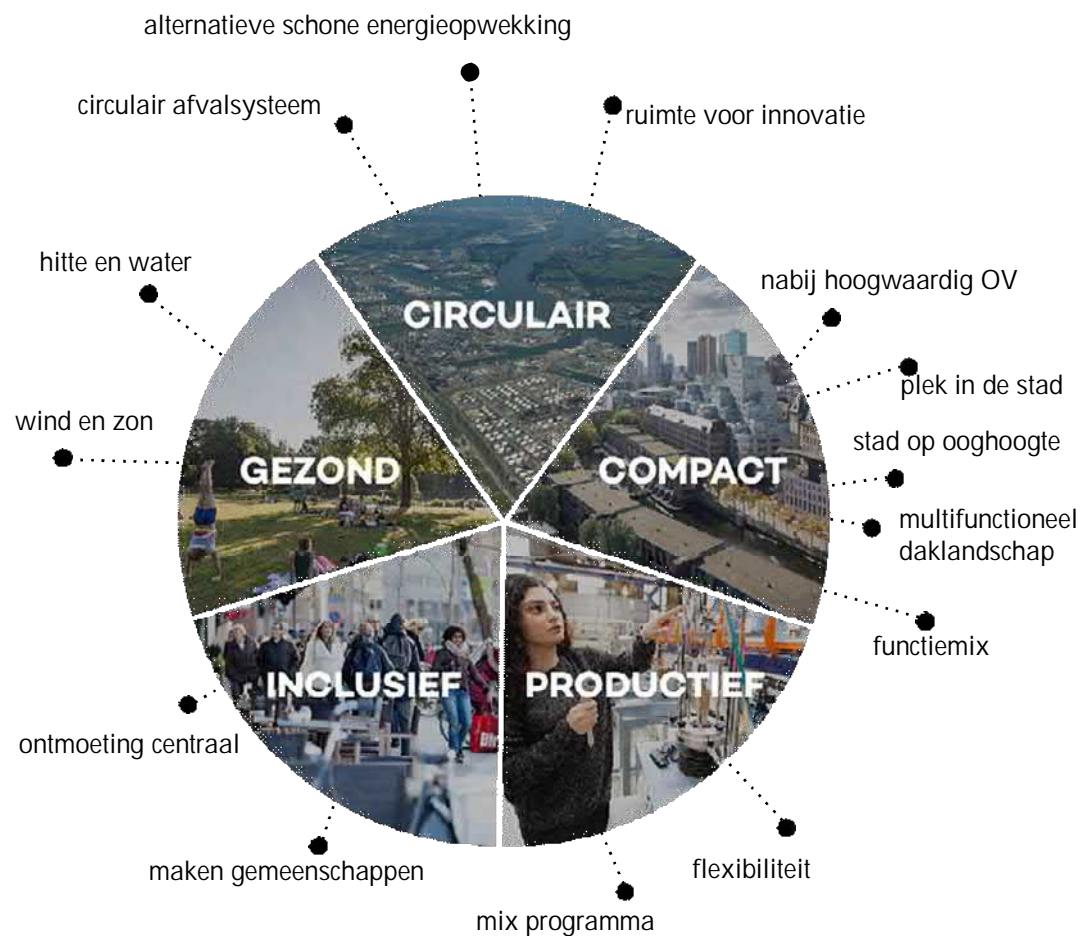 alternatieve schone energieopwekking
circulair afvalsysteem
ruimte voor innovatie
hitte en water
nabij hoogwaardig OV
CIRCULAIR
plek in de stad
wind en zon
stad op ooghoogte
GEZOND
COMPACT
multifunctioneel
daklandschap
functiemix
INCLUSIEF
PRODUCTIEF
ontmoeting centraal
maken gemeenschappen
flexibiliteit
mix programma